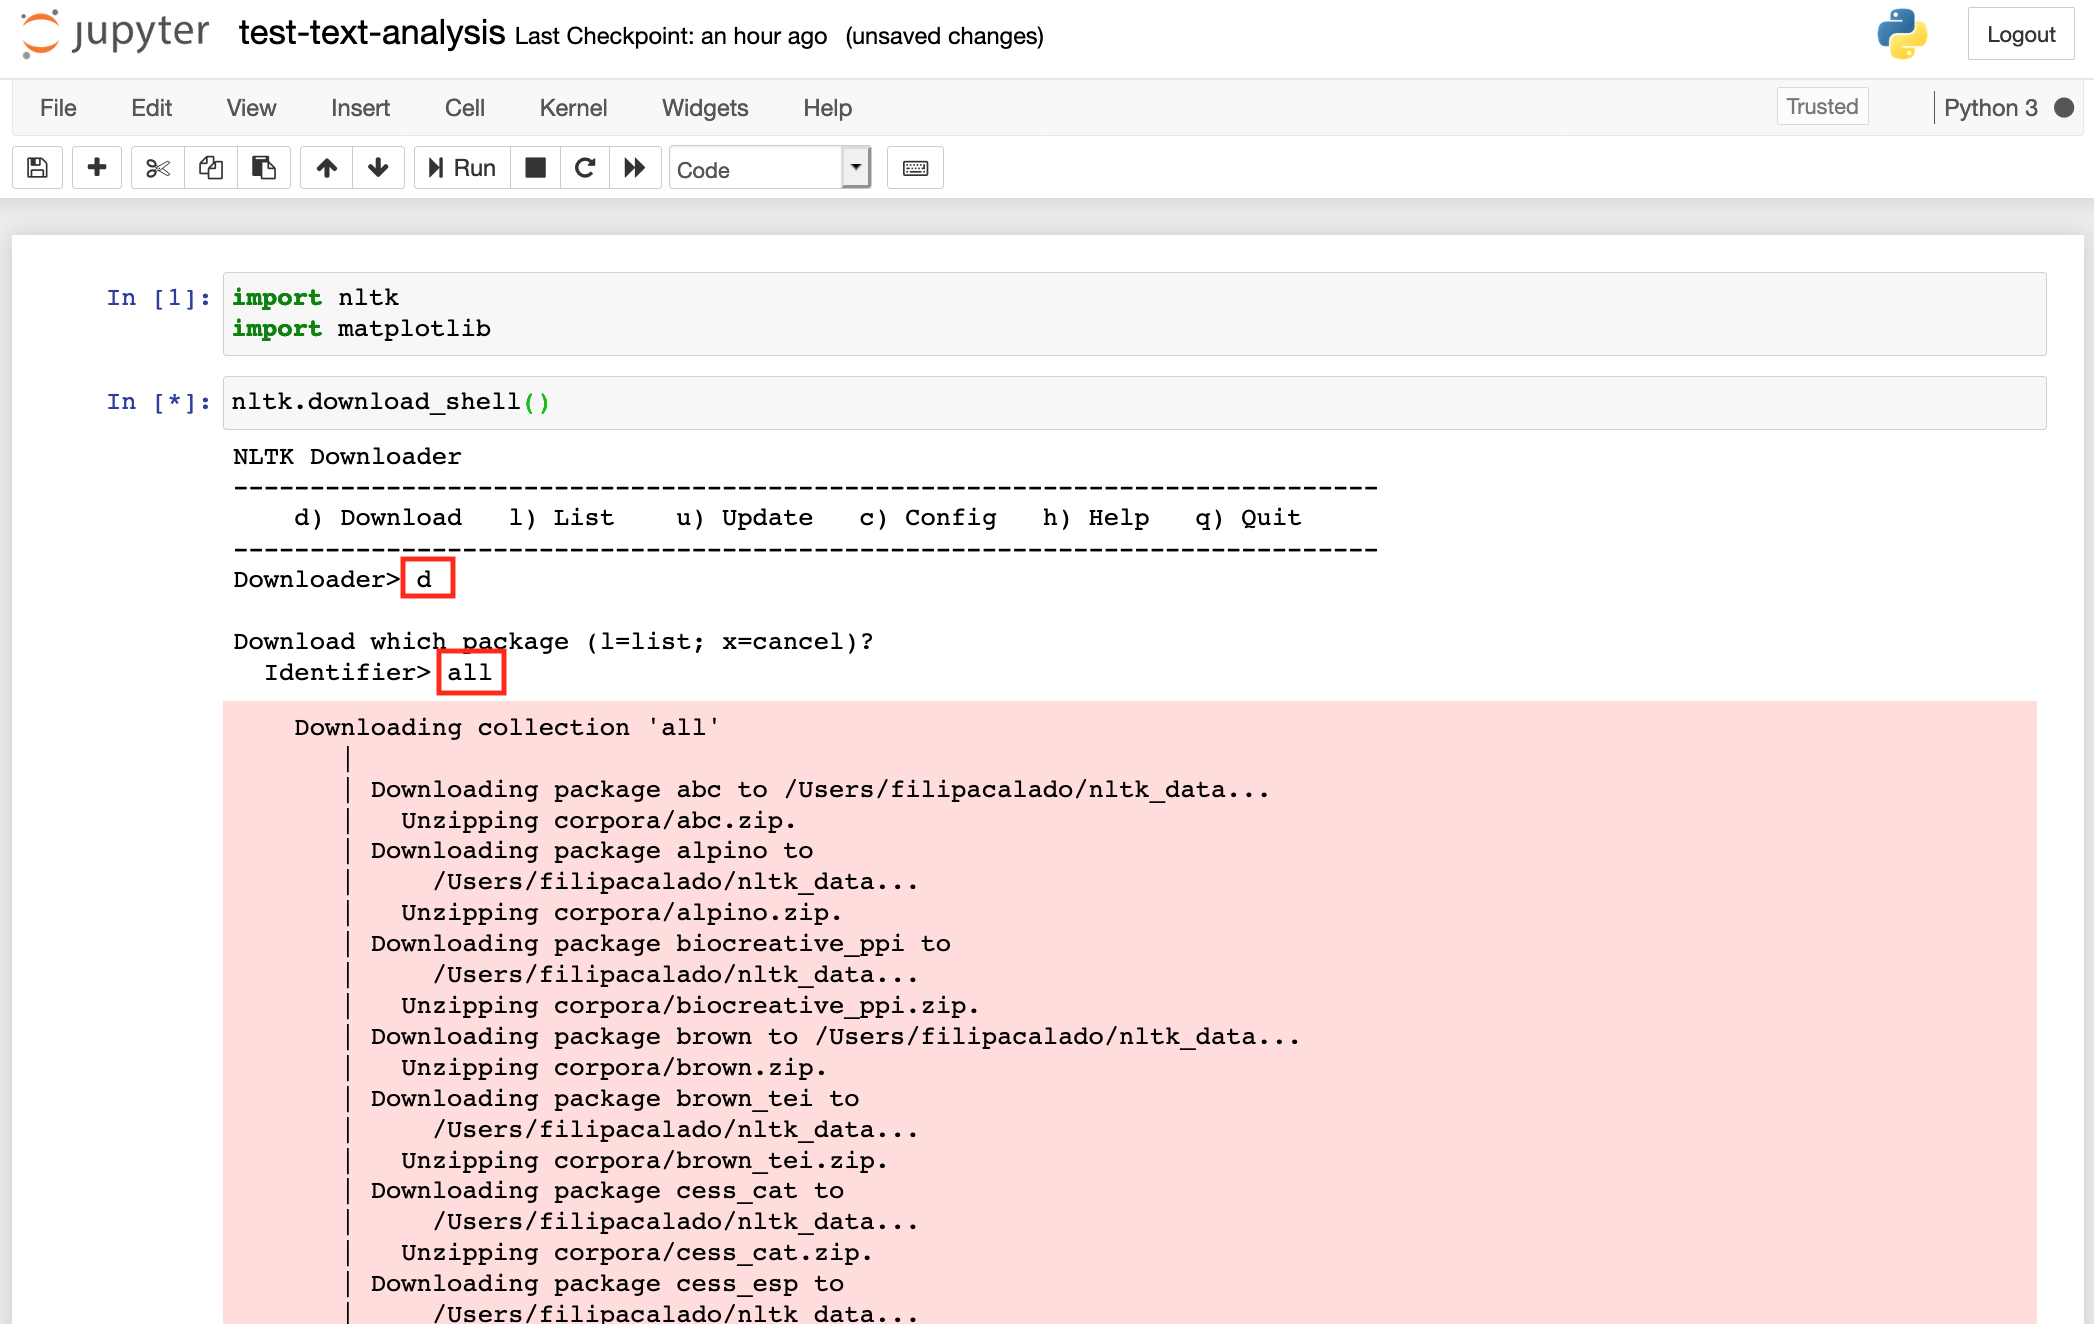 jupyter test-text-analysis Last Checkpoint: an hour ago (unsaved changes) Logout
File Edit View Insert Cell Kernel Widgets Help Trusted Python 3
Run Code
In [1]: import nltk
import matplotlib
In [*]: nltk.download_shell()
NLTK Downloader
---------------------------------------------------------------------------
d) Download l) List u) Update c) Config h) Help q) Quit
---------------------------------------------------------------------------
Downloader> d
Download which package (l=list; x=cancel)?
Identifier> all
Downloading collection 'all'
|
| Downloading package abc to /Users/filipacalado/nltk_data...
| Unzipping corpora/abc.zip.
| Downloading package alpino to
| /Users/filipacalado/nltk_data...
| Unzipping corpora/alpino.zip.
| Downloading package biocreative_ppi to
| /Users/filipacalado/nltk_data...
| Unzipping corpora/biocreative_ppi.zip.
| Downloading package brown to /Users/filipacalado/nltk_data...
| Unzipping corpora/brown.zip.
| Downloading package brown_tei to
| /Users/filipacalado/nltk_data...
| Unzipping corpora/brown_tei.zip.
| Downloading package cess_cat to
| /Users/filipacalado/nltk_data...
| Unzipping corpora/cess_cat.zip.
| Downloading package cess_esp to
| /Users/filipacalado/nltk_data...